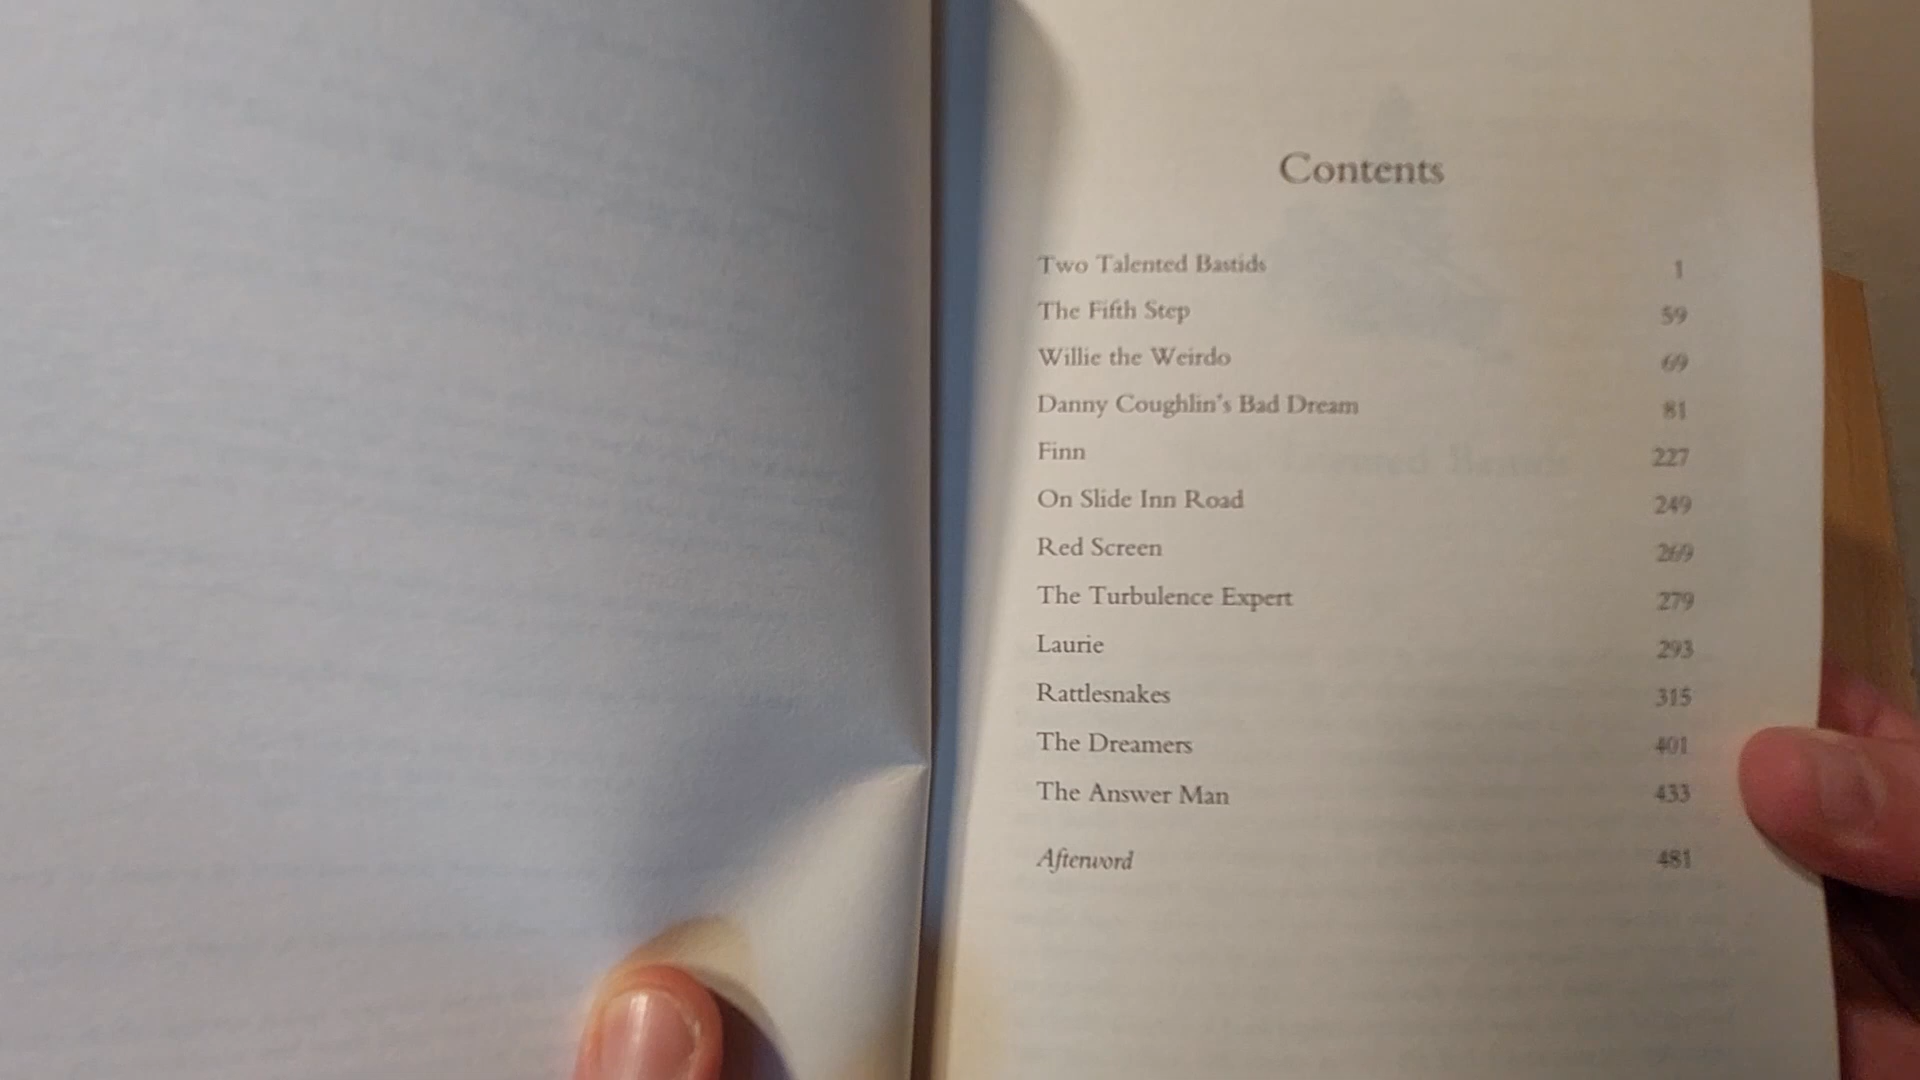 Contents
Two Talented Bastids 1
The Fifth Step 59
Willie the Weirdo 69
Danny Coughlin's Bad Dream 81
Finn 227
On Slide Inn Road 249
Red Screen 269
The Turbulence Expert 279
Laurie 293
Rattlesnakes 315
The Dreamers 401
The Answer Man 433
Afterword 481